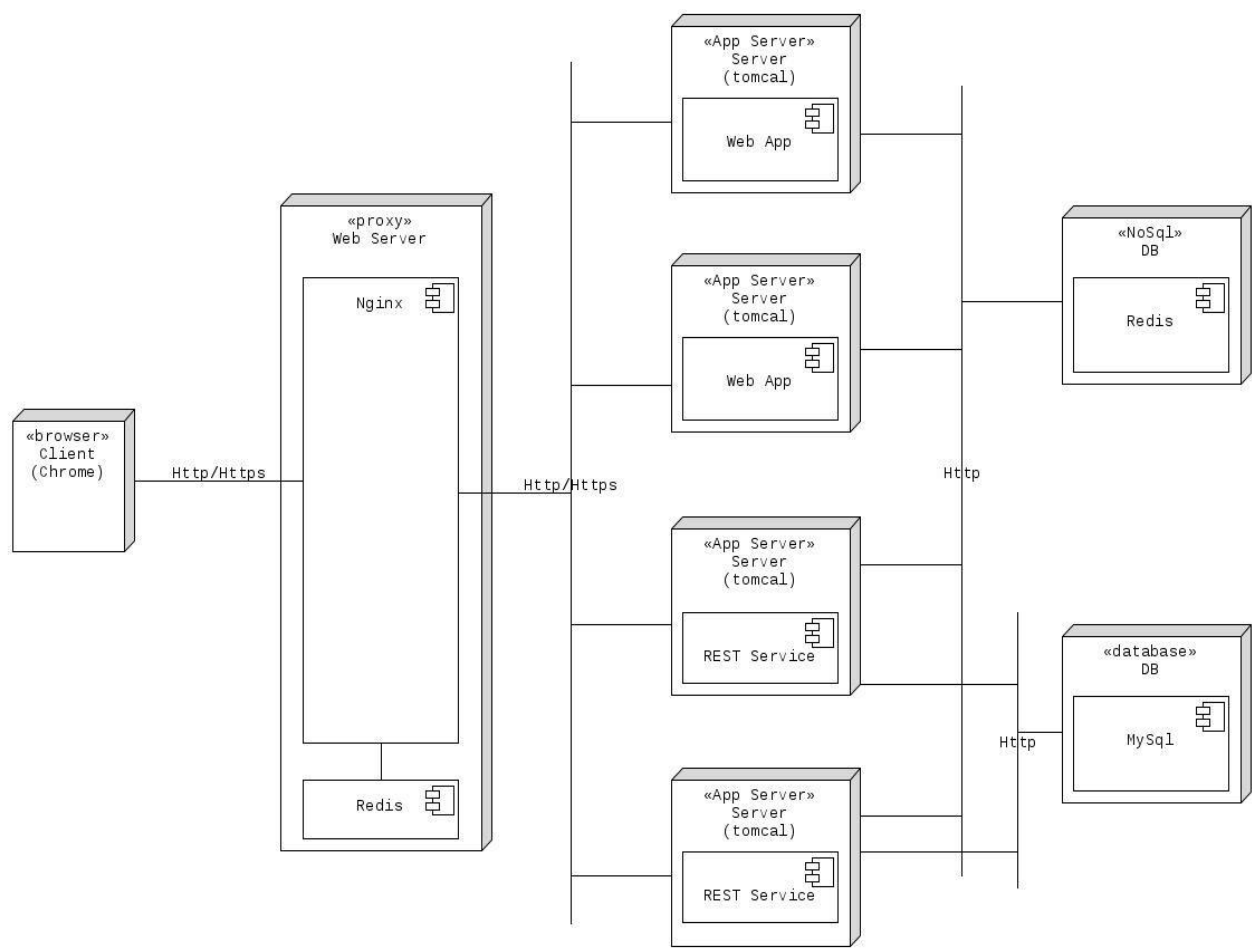 «browser»
Client
(Chrome)
Http/Https
«proxy»
Web Server
Nginx
Redis
Http/Https
«App Server»
Server
(tomcal)
Web App
«App Server»
Server
(tomcal)
Web App
«App Server»
Server
(tomcal)
REST Service
«App Server»
Server
(tomcal)
REST Service
Http
Http
«NoSql»
DB
Redis
«database»
DB
MySql